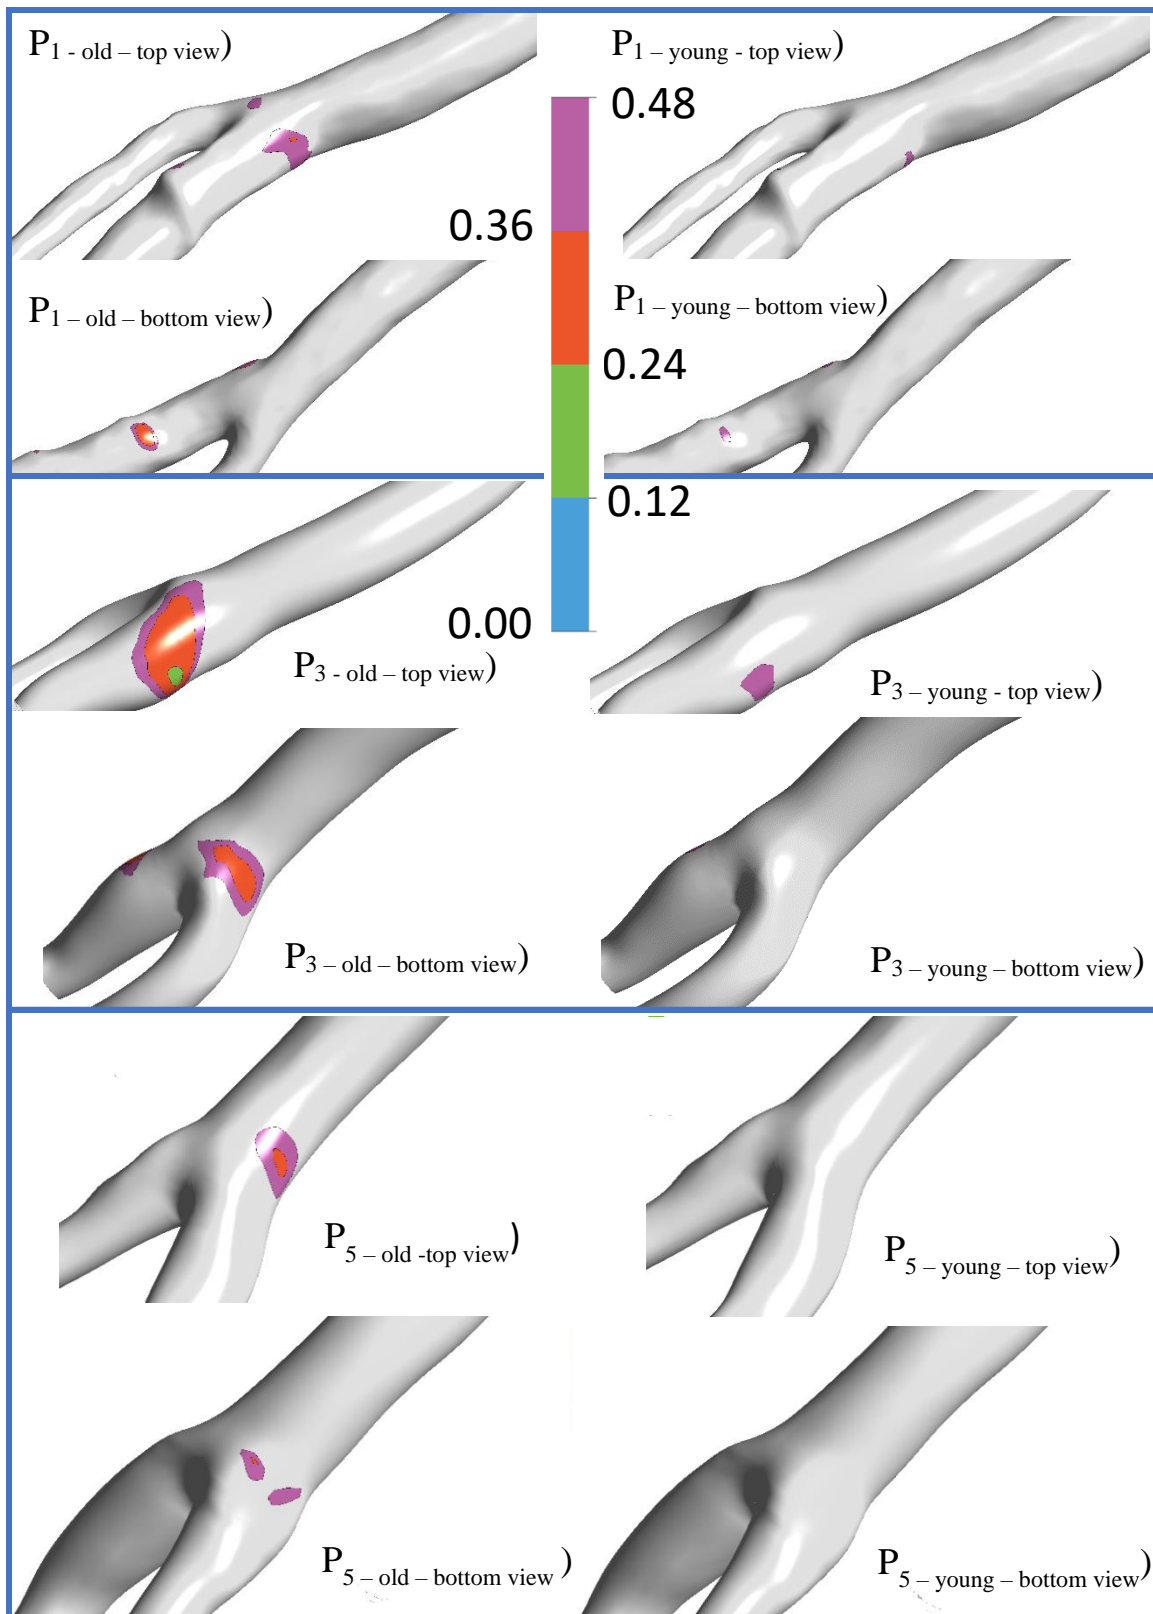 P1 - old – top view)
P1 – young - top view)
0.48
0.36
P1 – old – bottom view)
P1 – young – bottom view)
0.24
0.12
0.00
P3 - old – top view)
P3 – young - top view)
P3 – old – bottom view)
P3 – young – bottom view)
P5 – old -top view)
P5 – young – top view)
P5 – old – bottom view )
P5 – young – bottom view)